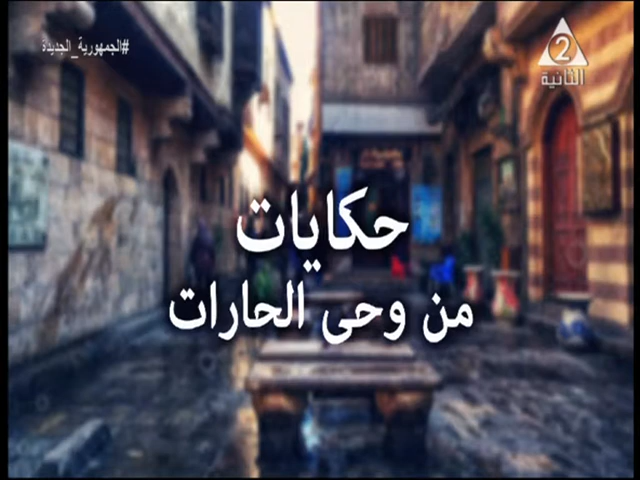 #الجمهورية_الجديدة
2
الثانية
حكايات
من وحى الحارات